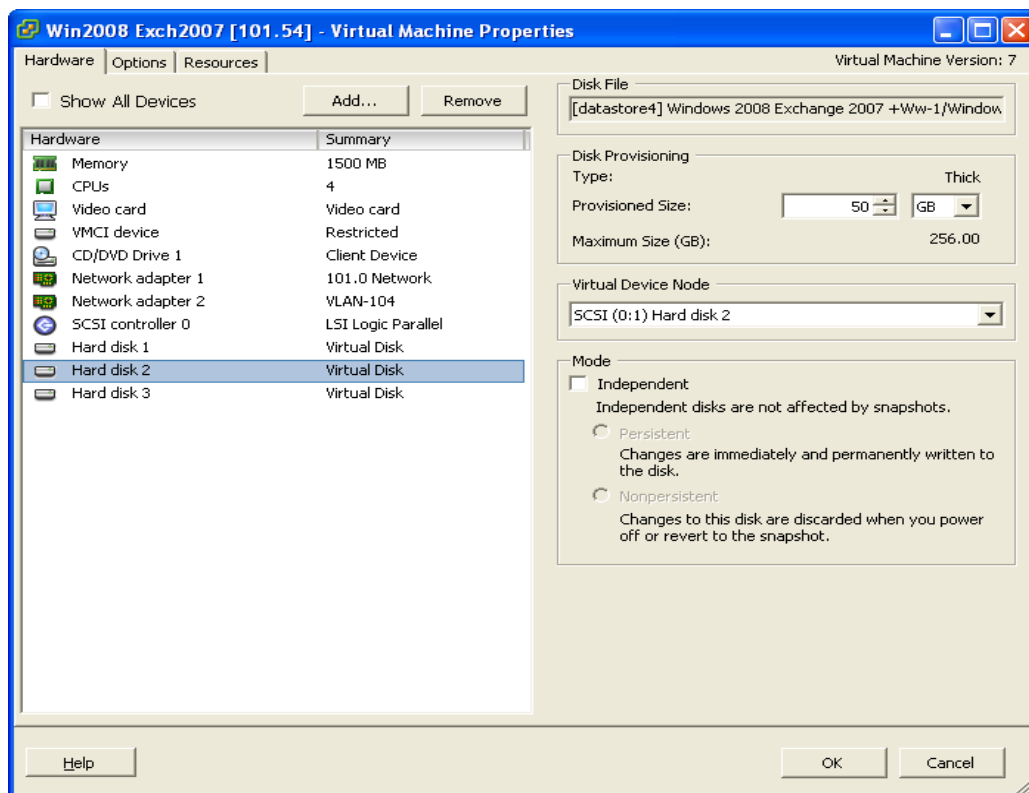 Win2008 Exch2007 [101.54] - Virtual Machine Properties
Hardware Options Resources
Virtual Machine Version: 7
Show All Devices
Add...
Remove
Hardware Summary
Memory 1500 MB
CPUs 4
Video card Video card
VMCI device Restricted
CD/DVD Drive 1 Client Device
Network adapter 1 101.0 Network
Network adapter 2 VLAN-104
SCSI controller 0 LSI Logic Parallel
Hard disk 1 Virtual Disk
Hard disk 2 Virtual Disk
Hard disk 3 Virtual Disk
Disk File
[datastore4] Windows 2008 Exchange 2007 +Ww-1/Window
Disk Provisioning
Type: Thick
Provisioned Size: 50 GB
Maximum Size (GB): 256.00
Virtual Device Node
SCSI (0:1) Hard disk 2
Mode
Independent
Independent disks are not affected by snapshots.
Persistent
Changes are immediately and permanently written to
the disk.
Nonpersistent
Changes to this disk are discarded when you power
off or revert to the snapshot.
Help
OK
Cancel